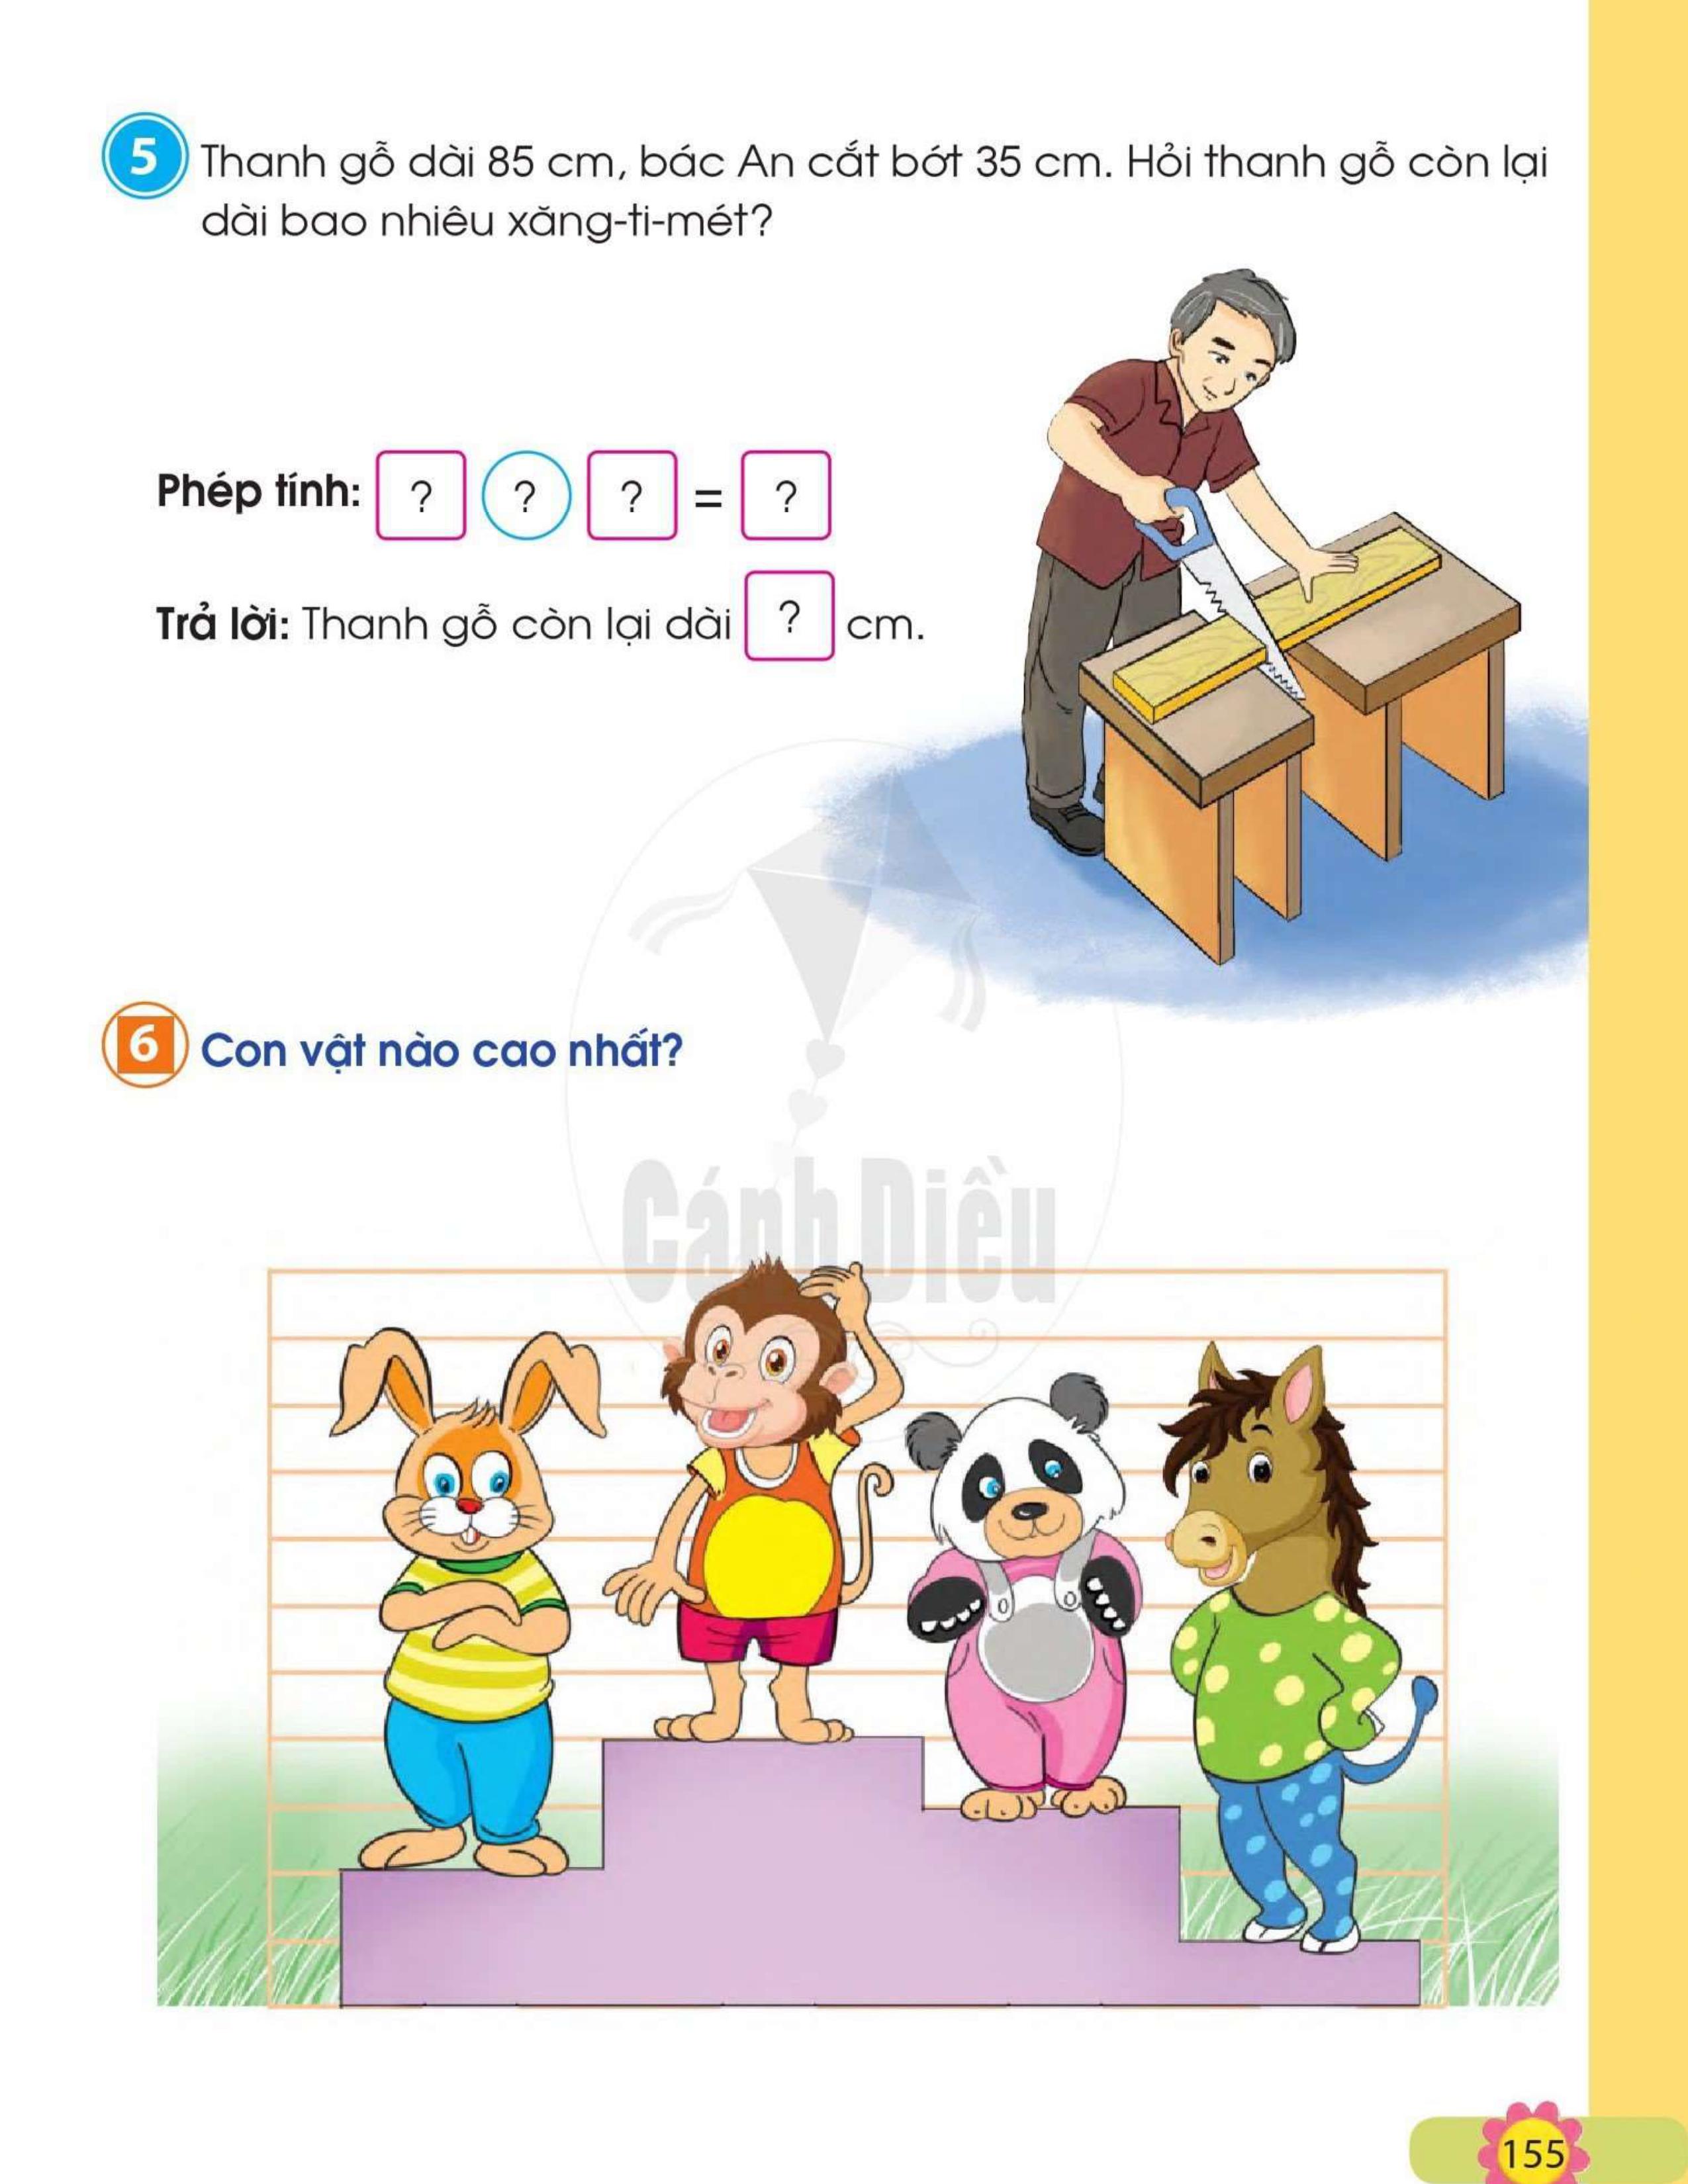 5 Thanh gỗ dài 85 cm, bác An cắt bớt 35 cm. Hỏi thanh gỗ còn lại
dài bao nhiêu xăng-ti-mét?
Phép tính: ? ? ? = ?
Trả lời: Thanh gỗ còn lại dài ? cm.
6 Con vật nào cao nhất?
Cánh Diều
155